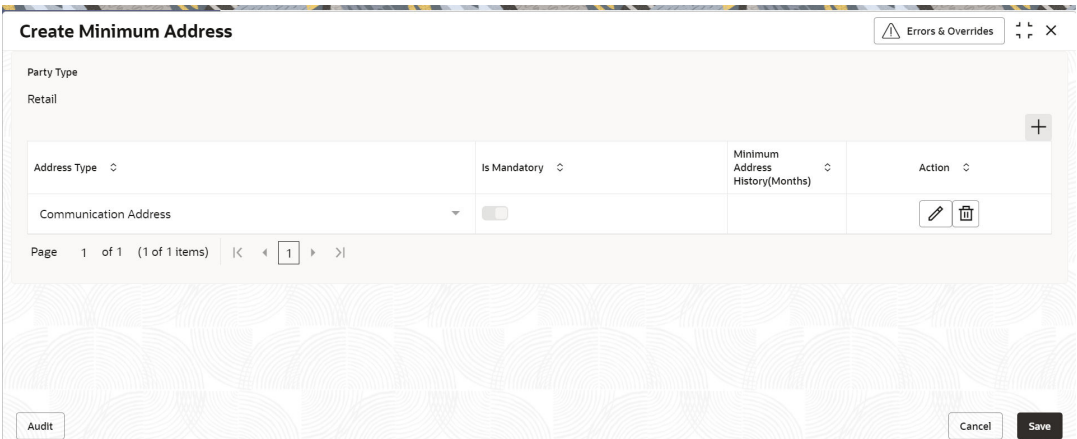 Create Minimum Address
Errors & Overrides
Party Type
Retail
Address Type
Is Mandatory
Minimum
Address
History(Months)
Action
Communication Address
Page 1 of 1 (1 of 1 items) 1
Audit
Cancel
Save